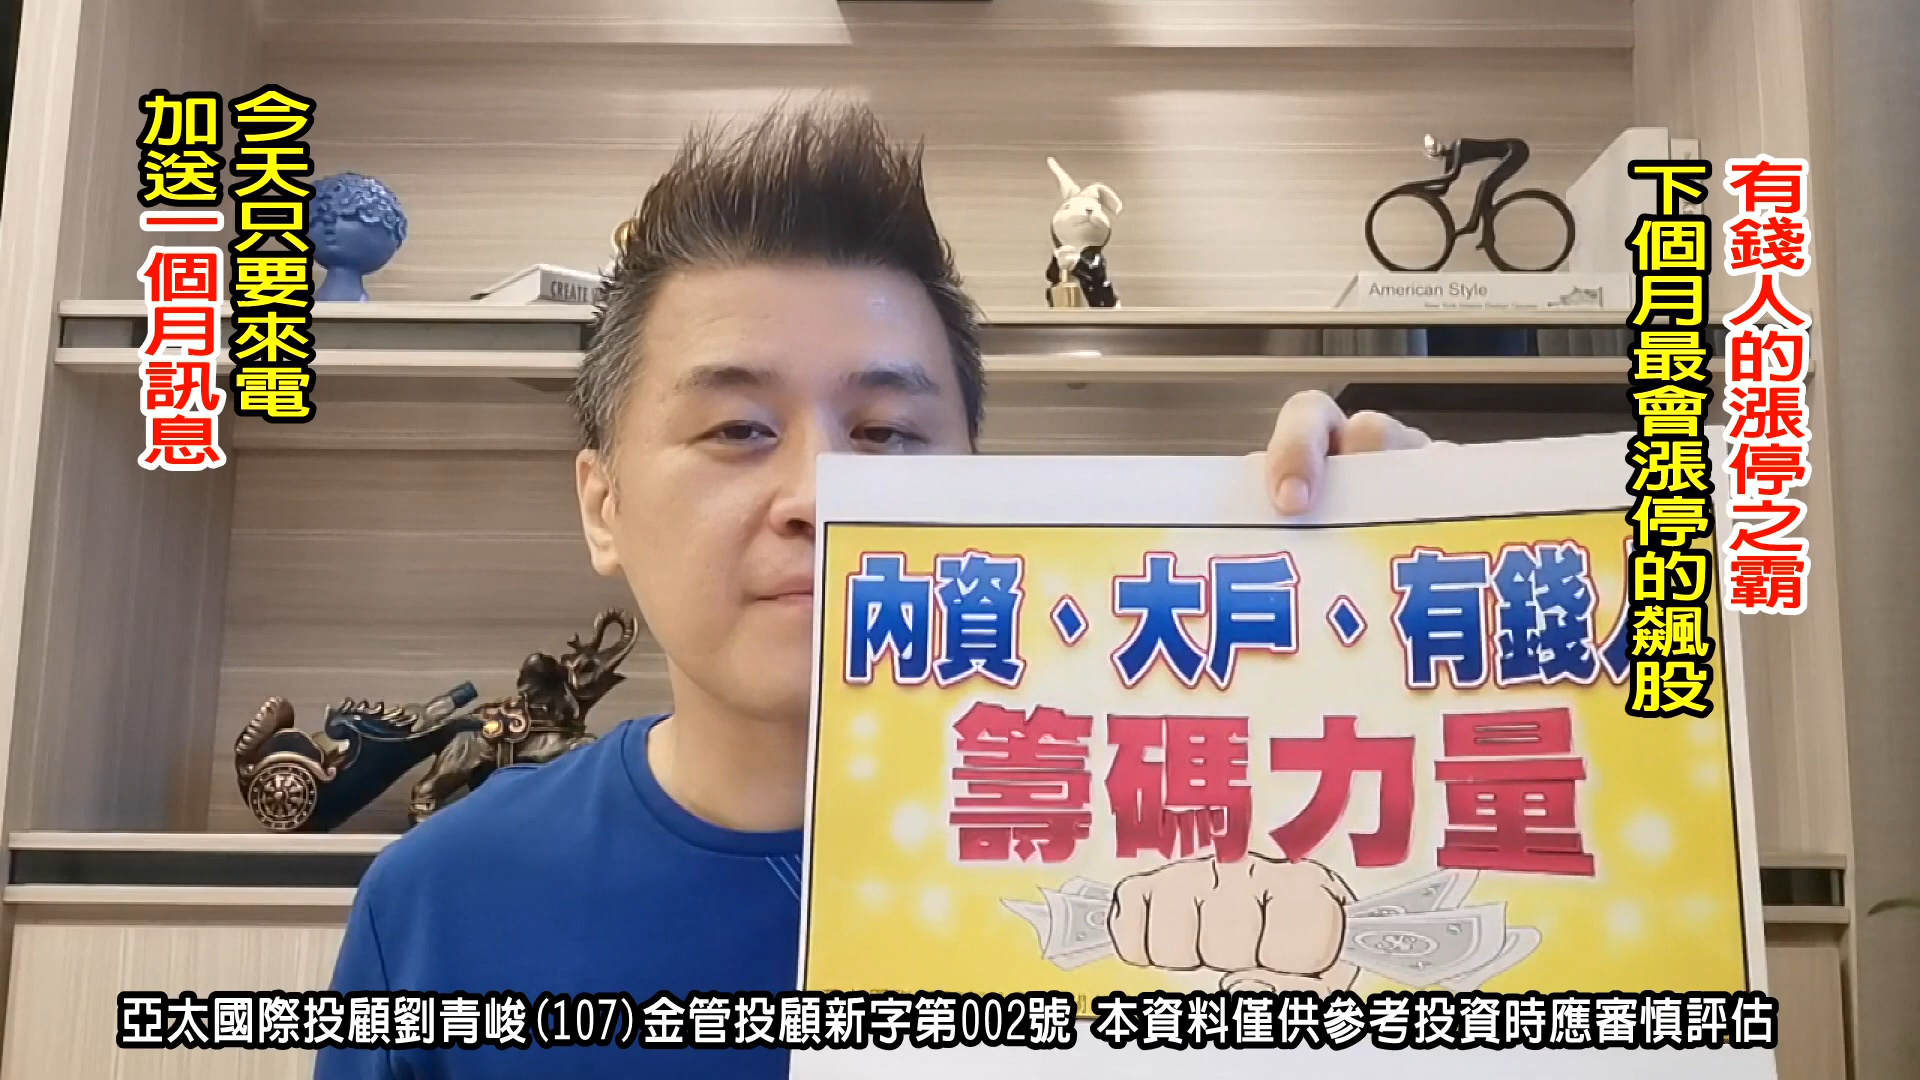 今天只要來電
加送一個月訊息
有錢人的漲停之霸
下個月最會漲停的飆股
CREATE
American Style
內資、大戶、有錢人
籌碼力量
亞太國際投顧劉青峻(107)金管投顧新字第002號 本資料僅供參考投資時應審慎評估